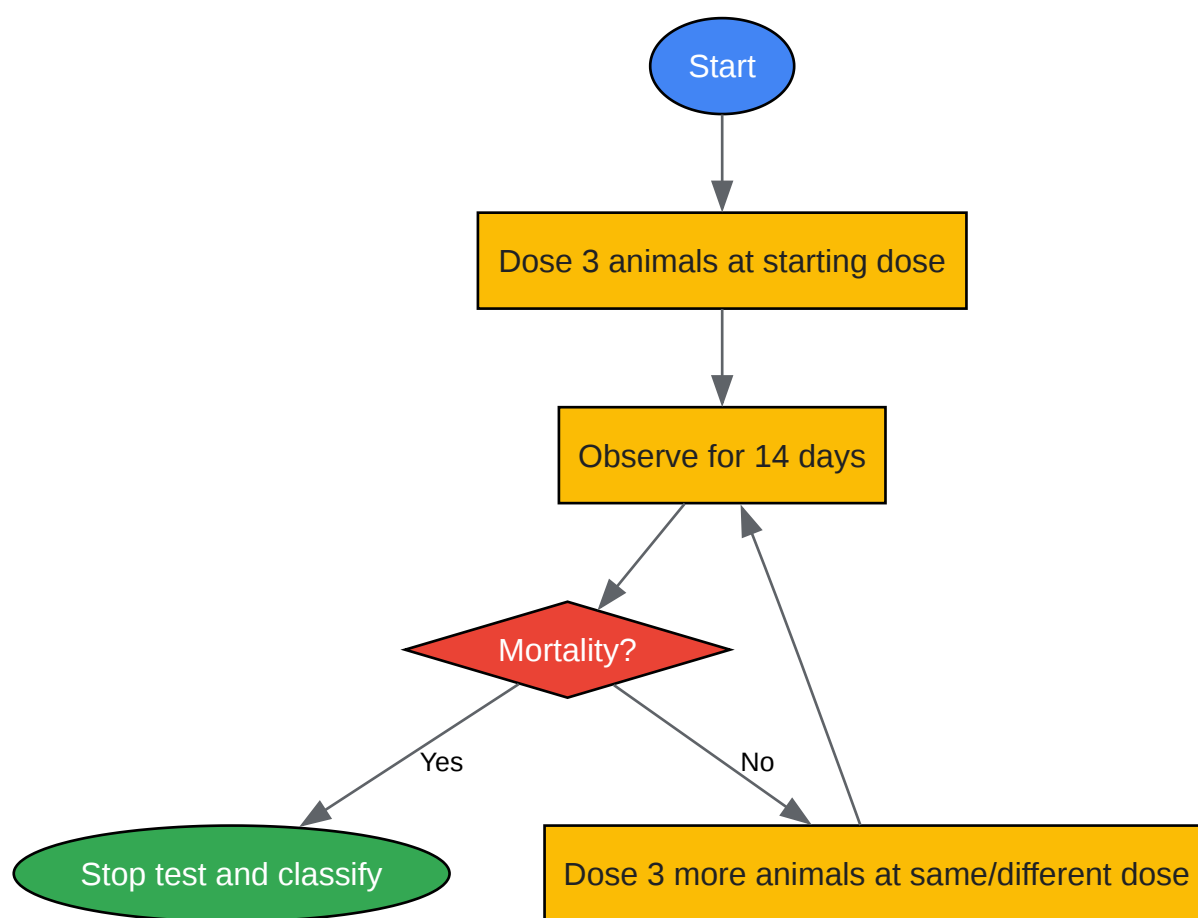 Start
Dose 3 animals at starting dose
Observe for 14 days
Mortality?
Yes
No
Stop test and classify
Dose 3 more animals at same/different dose